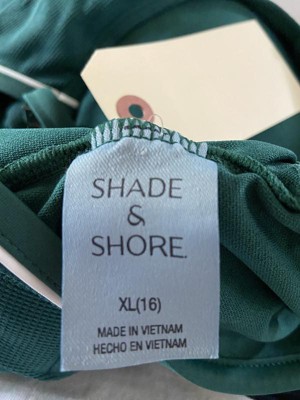 SHADE
&
SHORE.
XL(16)
MADE IN VIETNAM
HECHO EN VIETNAM